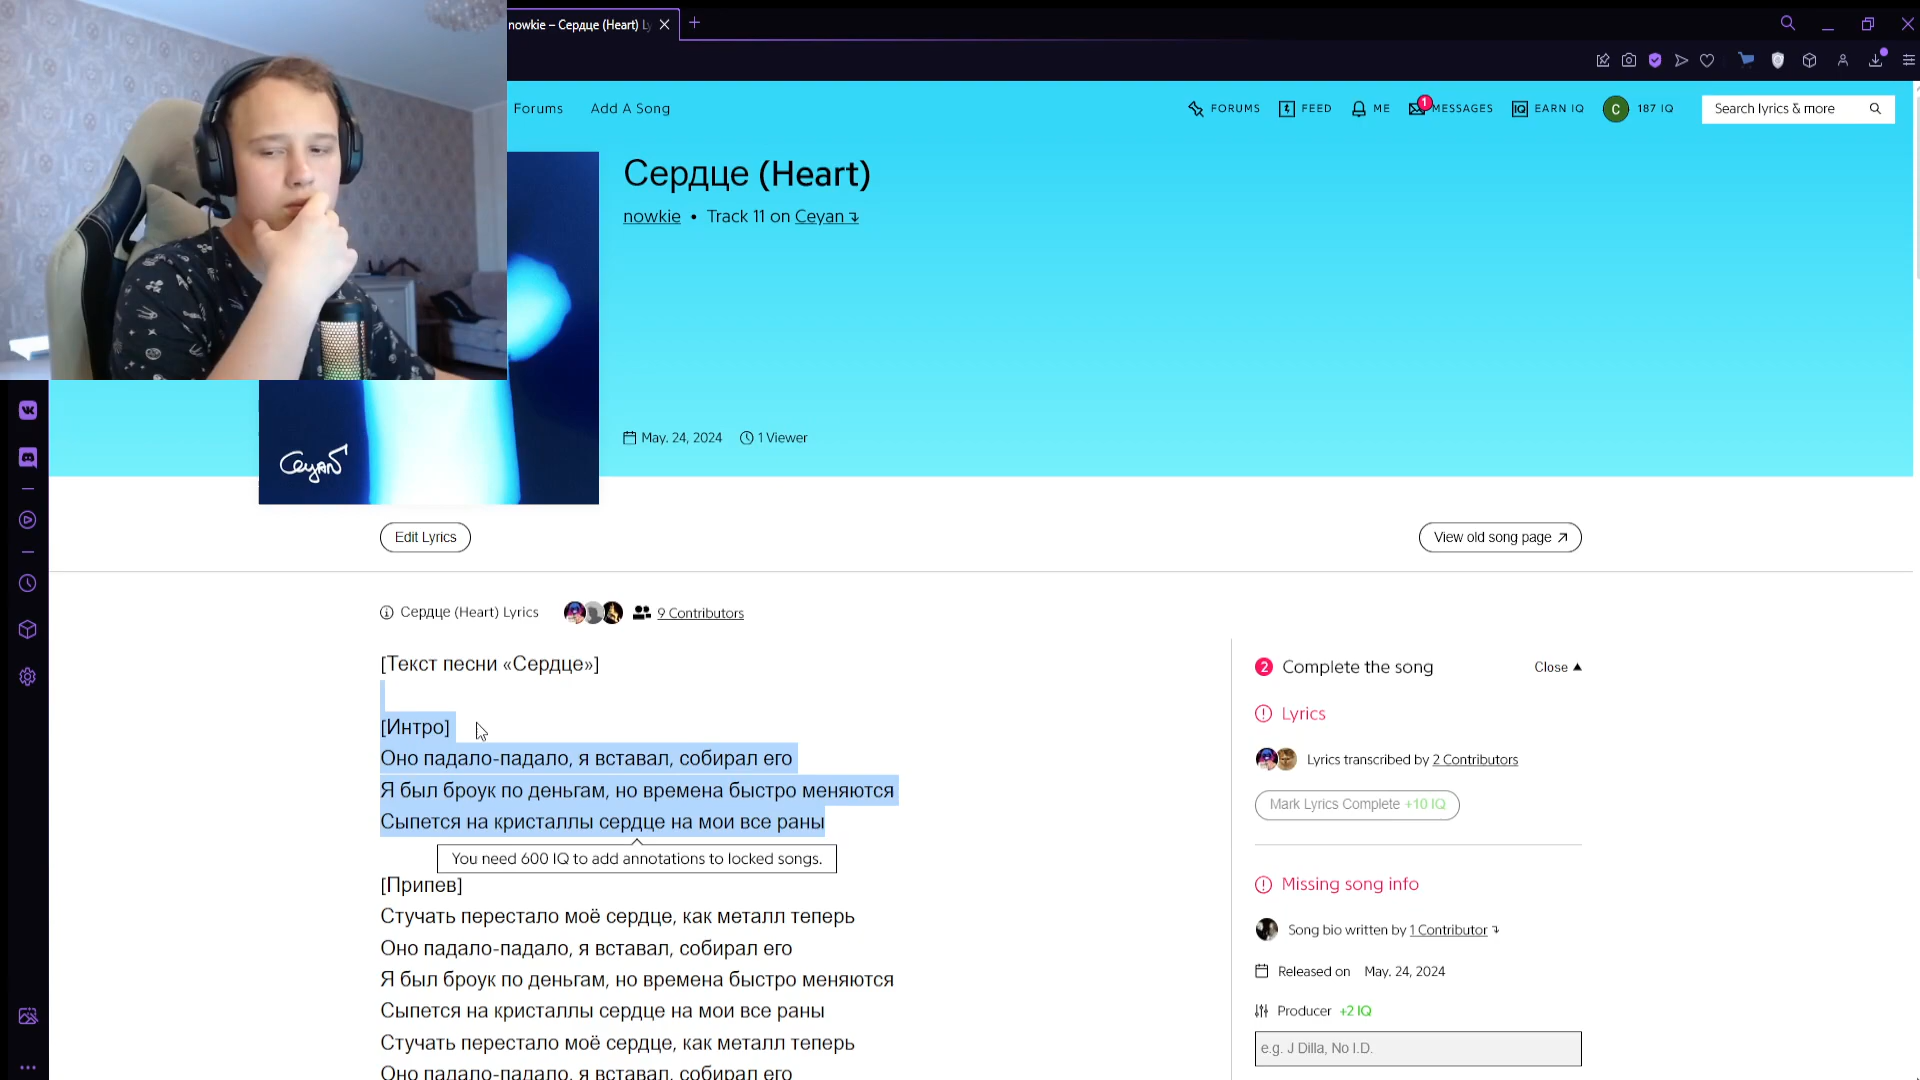 nowkie – Сердце (Heart) Ly
Forums
Add A Song
FORUMS
FEED
ME
1
MESSAGES
IQ
EARN IQ
C
187 IQ
Search lyrics & more
Сердце (Heart)
nowkie • Track 11 on Ceyan
May. 24, 2024
1 Viewer
Ceyan
Edit Lyrics
View old song page
Сердце (Heart) Lyrics
9 Contributors
[Текст песни «Сердце»]
[Интро]
Оно падало-падало, я вставал, собирал его
Я был броук по деньгам, но времена быстро меняются
Сыпется на кристаллы сердце на мои все раны
You need 600 IQ to add annotations to locked songs.
[Припев]
Стучать перестало моё сердце, как металл теперь
Оно падало-падало, я вставал, собирал его
Я был броук по деньгам, но времена быстро меняются
Сыпется на кристаллы сердце на мои все раны
Стучать перестало моё сердце, как металл теперь
Оно падало-падало, я вставал, собирал его
2 Complete the song
Close
Lyrics
Lyrics transcribed by 2 Contributors
Mark Lyrics Complete +10 IQ
Missing song info
Song bio written by 1 Contributor
Released on May. 24, 2024
Producer +2 IQ
e.g. J Dilla, No I.D.